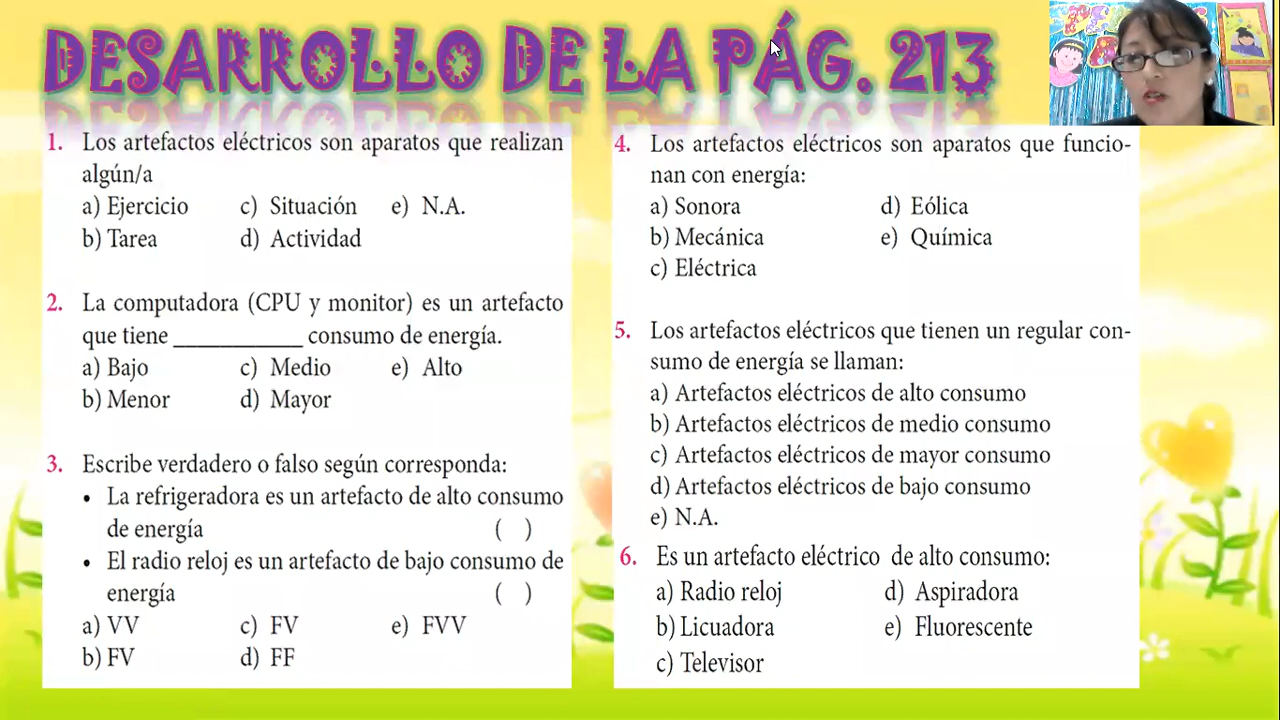 DESARROLLO DE LA PÁG. 213
1. Los artefactos eléctricos son aparatos que realizan
algún/a
a) Ejercicio c) Situación e) N.A.
b) Tarea d) Actividad
2. La computadora (CPU y monitor) es un artefacto
que tiene ___________ consumo de energía.
a) Bajo c) Medio e) Alto
b) Menor d) Mayor
3. Escribe verdadero o falso según corresponda:
• La refrigeradora es un artefacto de alto consumo
de energía ( )
• El radio reloj es un artefacto de bajo consumo de
energía ( )
a) VV c) FV e) FVV
b) FV d) FF
4. Los artefactos eléctricos son aparatos que funcio-
nan con energía:
a) Sonora d) Eólica
b) Mecánica e) Química
c) Eléctrica
5. Los artefactos eléctricos que tienen un regular con-
sumo de energía se llaman:
a) Artefactos eléctricos de alto consumo
b) Artefactos eléctricos de medio consumo
c) Artefactos eléctricos de mayor consumo
d) Artefactos eléctricos de bajo consumo
e) N.A.
6. Es un artefacto eléctrico de alto consumo:
a) Radio reloj d) Aspiradora
b) Licuadora e) Fluorescente
c) Televisor